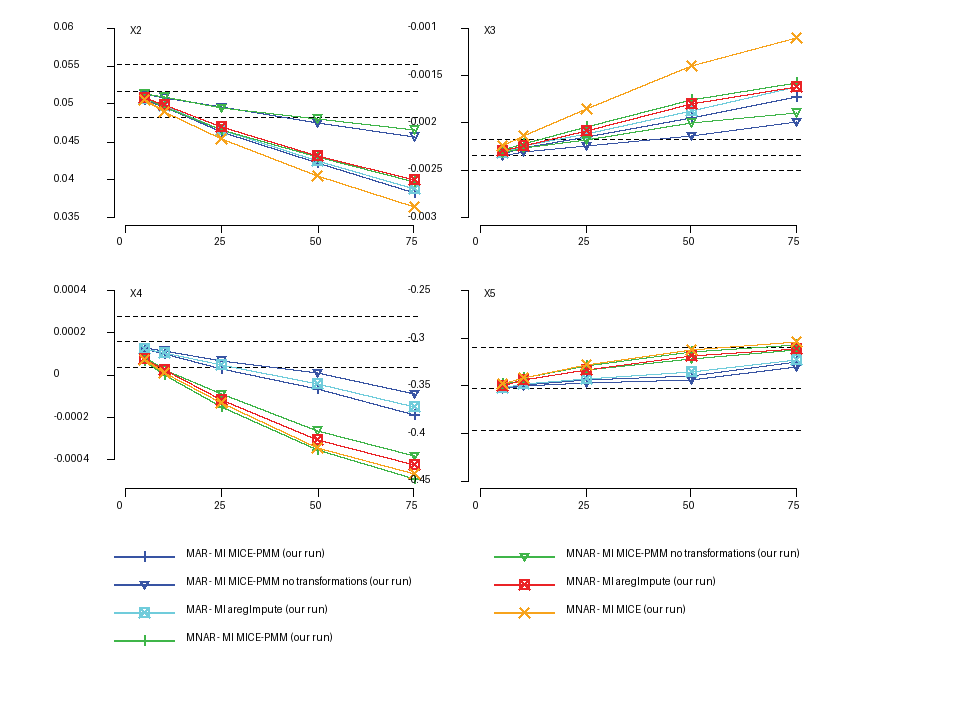 0.06 X2 -0.001 X3
0.055 -0.0015
0.05 -0.002
0.045 -0.0025
0.04 -0.003
0.035
0 25 50 75 0 25 50 75
0.0004 X4 -0.25 X5
0.0002 -0.3
0 -0.35
-0.0002 -0.4
-0.0004 -0.45
0 25 50 75 0 25 50 75
MAR - MI MICE-PMM (our run)
MAR - MI MICE-PMM no transformations (our run)
MAR - MI aregImpute (our run)
MNAR - MI MICE-PMM (our run)
MNAR - MI MICE-PMM no transformations (our run)
MNAR - MI aregImpute (our run)
MNAR - MI MICE (our run)